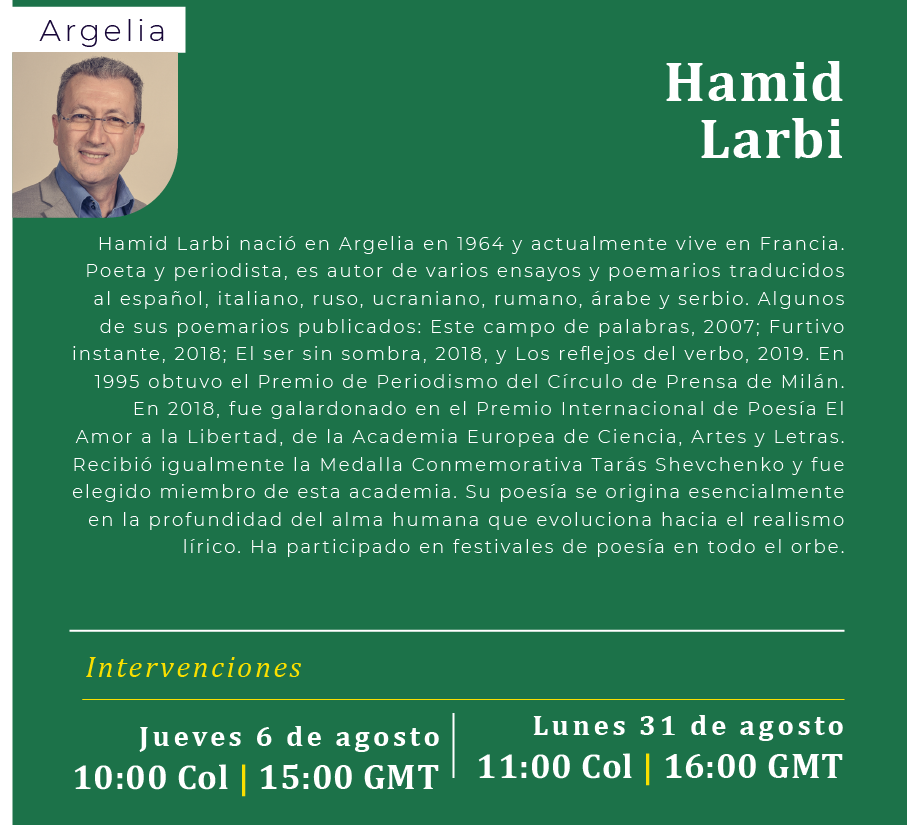 Argelia
Hamid
Larbi
Hamid Larbi nació en Argelia en 1964 y actualmente vive en Francia.
Poeta y periodista, es autor de varios ensayos y poemarios traducidos
al español, italiano, ruso, ucraniano, rumano, árabe y serbio. Algunos
de sus poemarios publicados: Este campo de palabras, 2007; Furtivo
instante, 2018; El ser sin sombra, 2018, y Los reflejos del verbo, 2019. En
1995 obtuvo el Premio de Periodismo del Círculo de Prensa de Milán.
En 2018, fue galardonado en el Premio Internacional de Poesía El
Amor a la Libertad, de la Academia Europea de Ciencia, Artes y Letras.
Recibió igualmente la Medalla Conmemorativa Tarás Shevchenko y fue
elegido miembro de esta academia. Su poesía se origina esencialmente
en la profundidad del alma humana que evoluciona hacia el realismo
lírico. Ha participado en festivales de poesía en todo el orbe.
Intervenciones
Jueves 6 de agosto
10:00 Col | 15:00 GMT
Lunes 31 de agosto
11:00 Col | 16:00 GMT